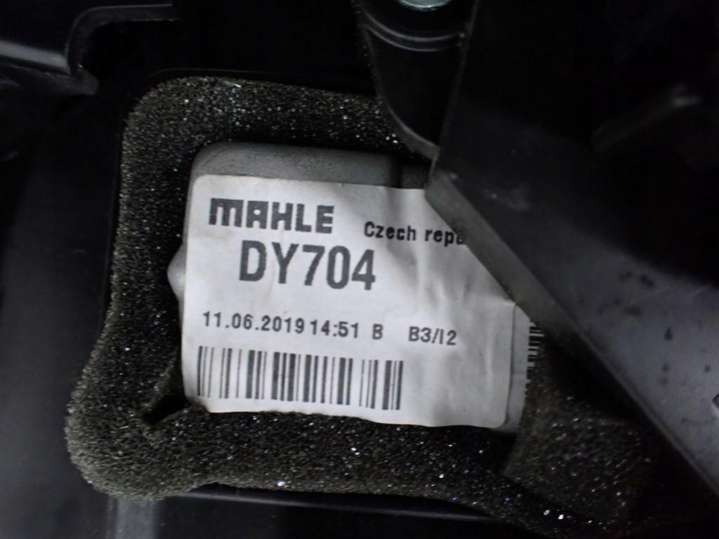 MAHLE Czech repu
DY704
11.06.2019 14:51 B B3/I2